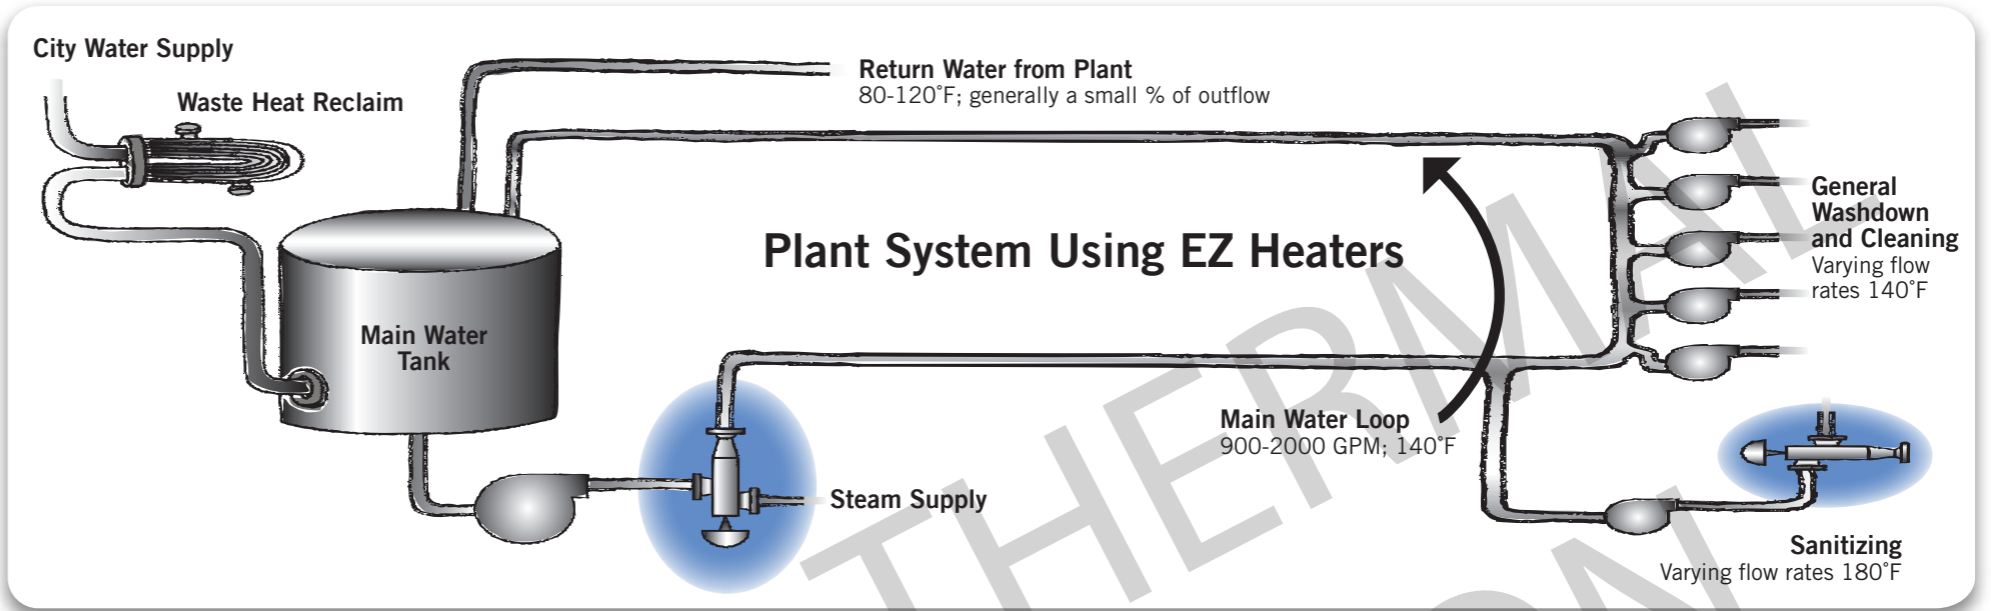 City Water Supply
Waste Heat Reclaim
Return Water from Plant
80-120˚F; generally a small % of outflow
Plant System Using EZ Heaters
General
Washdown
and Cleaning
Varying flow
rates 140˚F
Main Water
Tank
Main Water Loop
900-2000 GPM; 140˚F
Steam Supply
Sanitizing
Varying flow rates 180˚F
THERMAL
ON